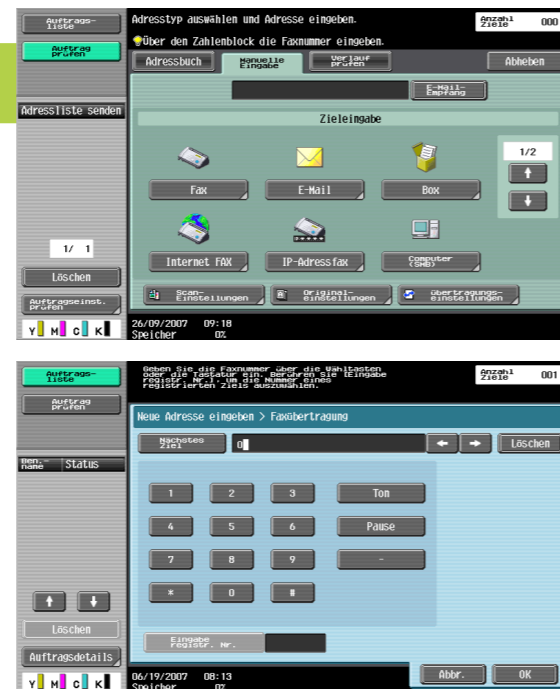 Auftrags-
liste
Adresstyp auswählen und Adresse eingeben.
Anzahl
Ziele 000
Auftrag
prüfen
Über den Zahlenblock die Faxnummer eingeben.
Adressbuch
Manuelle
Eingabe
Verlauf
prüfen
Abheben
E-Mail-
Empfang
Adressliste senden
Zieleingabe
1/2
Fax
E-Mail
Box
Internet FAX
IP-Adressfax
Computer
(SMB)
1/ 1
Löschen
Scan-
Einstellungen
Original-
einstellungen
Übertragungs-
einstellungen
Auftragseinst.
prüfen
Y M C K
26/09/2007 09:18
Speicher 0%
Auftrags-
liste
Geben Sie die Faxnummer über die Wähltasten
oder die Tastatur ein. Berühren Sie [Eingabe
registr. Nr.], um die Nummer eines
registrierten Ziels auszuwählen.
Anzahl
Ziele 001
Auftrag
prüfen
Neue Adresse eingeben > Faxübertragung
Nächstes
Ziel
0
Löschen
Ben.-
name Status
1 2 3 Ton
4 5 6 Pause
7 8 9 -
* 0 #
Löschen
Eingabe
registr. Nr.
Auftragsdetails
Abbr. OK
Y M C K
06/19/2007 08:13
Speicher 0%